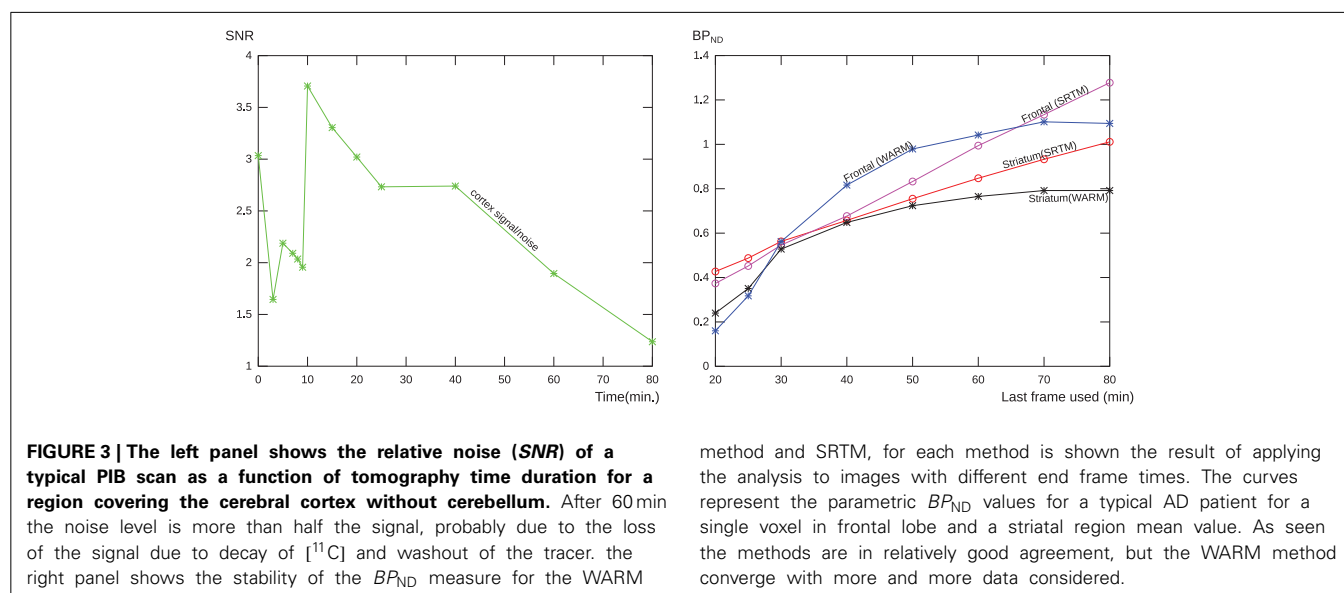 SNR
4
3.5
3
2.5
2
1.5
1
0
10
20
30
40
50
60
70
80
Time(min.)
cortex signal/noise
BP_ND
1.4
1.2
1
0.8
0.6
0.4
0.2
0
20
30
40
50
60
70
80
Last frame used (min)
Frontal (SRTM)
Frontal (WARM)
Striatum(SRTM)
Striatum(WARM)
FIGURE 3 | The left panel shows the relative noise (SNR) of a
typical PIB scan as a function of tomography time duration for a
region covering the cerebral cortex without cerebellum. After 60 min
the noise level is more than half the signal, probably due to the loss
of the signal due to decay of [¹¹C] and washout of the tracer. the
right panel shows the stability of the BP_ND measure for the WARM
method and SRTM, for each method is shown the result of applying
the analysis to images with different end frame times. The curves
represent the parametric BP_ND values for a typical AD patient for a
single voxel in frontal lobe and a striatal region mean value. As seen
the methods are in relatively good agreement, but the WARM method
converge with more and more data considered.